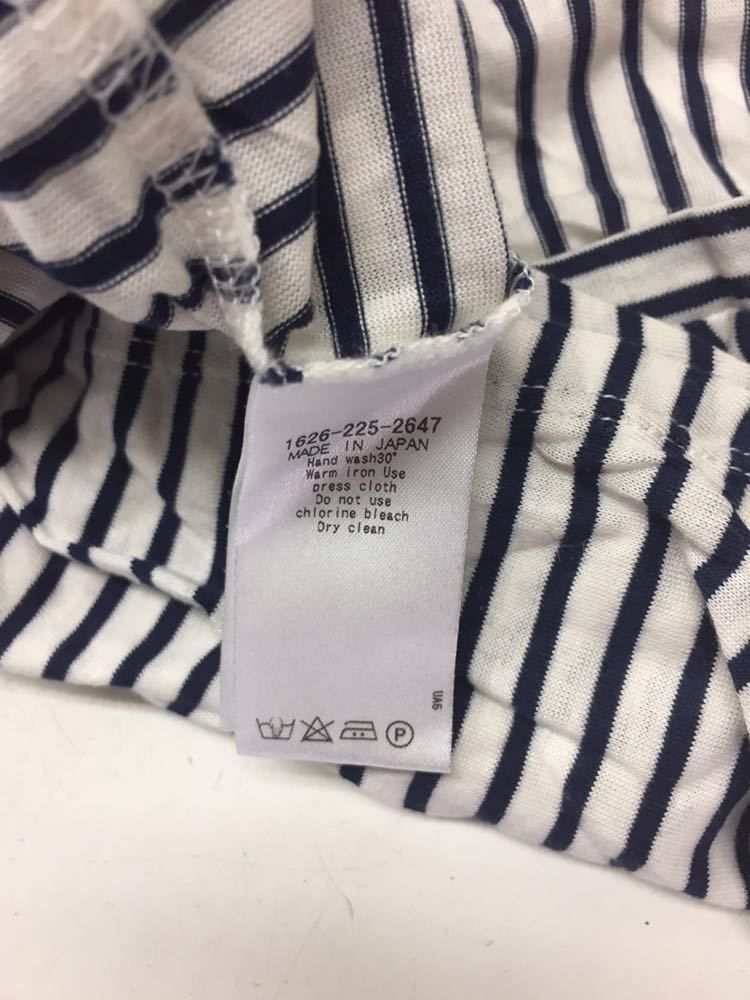 1626-225-2647
MADE IN JAPAN
Hand wash30°
Warm iron Use
press cloth
Do not use
chlorine bleach
Dry clean
P